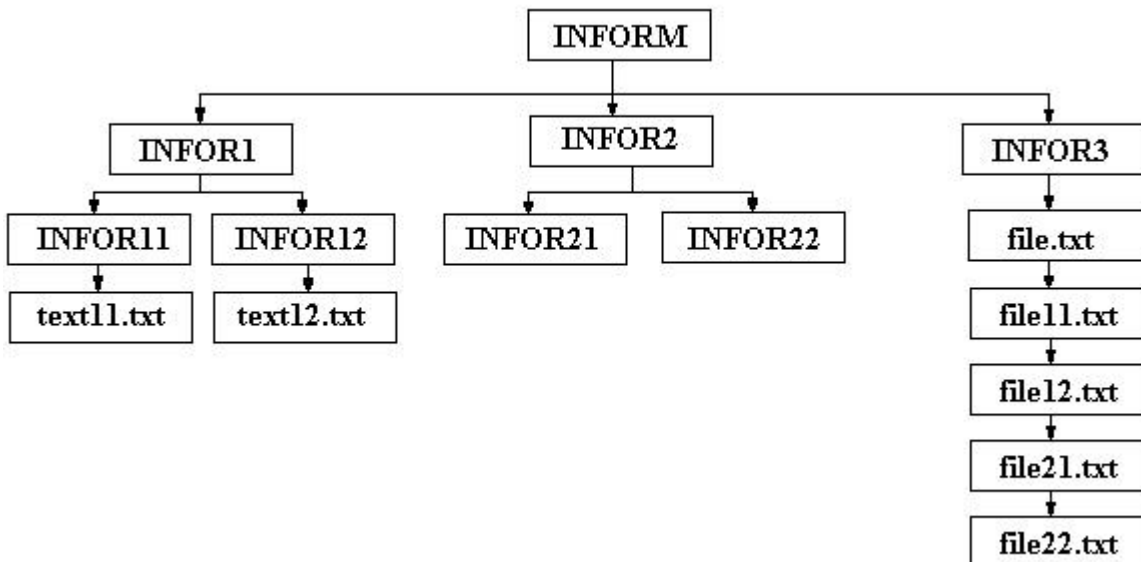 INFORM
INFOR1
INFOR2
INFOR3
INFOR11
INFOR12
INFOR21
INFOR22
file.txt
text11.txt
text12.txt
file11.txt
file12.txt
file21.txt
file22.txt